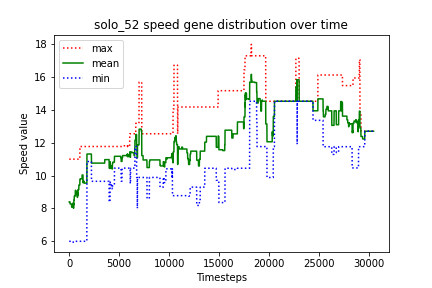 solo_52 speed gene distribution over time
max
mean
min
Speed value
18
16
14
12
10
8
6
0 5000 10000 15000 20000 25000 30000
Timesteps